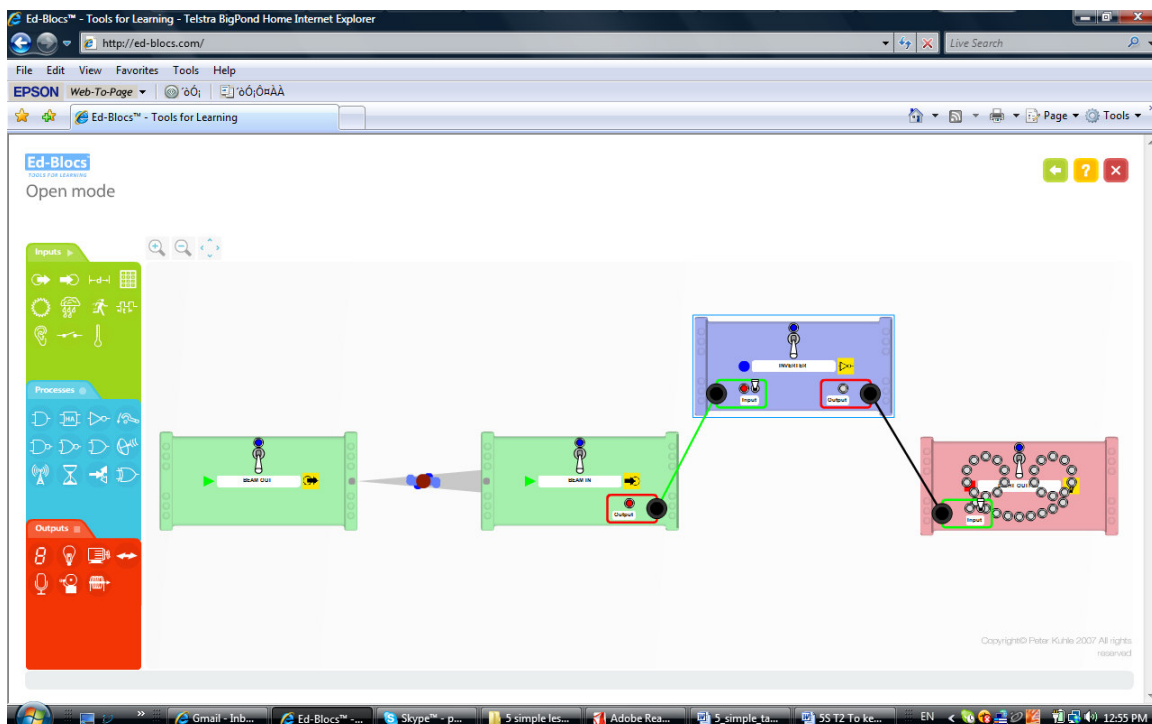 Ed-Blocs™ - Tools for Learning - Telstra BigPond Home Internet Explorer
http://ed-blocs.com/
Live Search
File Edit View Favorites Tools Help
EPSON Web-To-Page
Ed-Blocs™ - Tools for Learning
Page Tools
Ed-Blocs
TOOLS FOR LEARNING
Open mode
Inputs
Processes
Outputs
BEAM OUT
BEAM IN
Output
INVERTER
Input
Output
OUT
Input
Copyright© Peter Kuhle 2007 All rights
reserved
Gmail - Inb...
Ed-Blocs™ -...
Skype™ - p...
5 simple les...
Adobe Rea...
5_simple_ta...
5S T2 To ke...
EN
12:55 PM